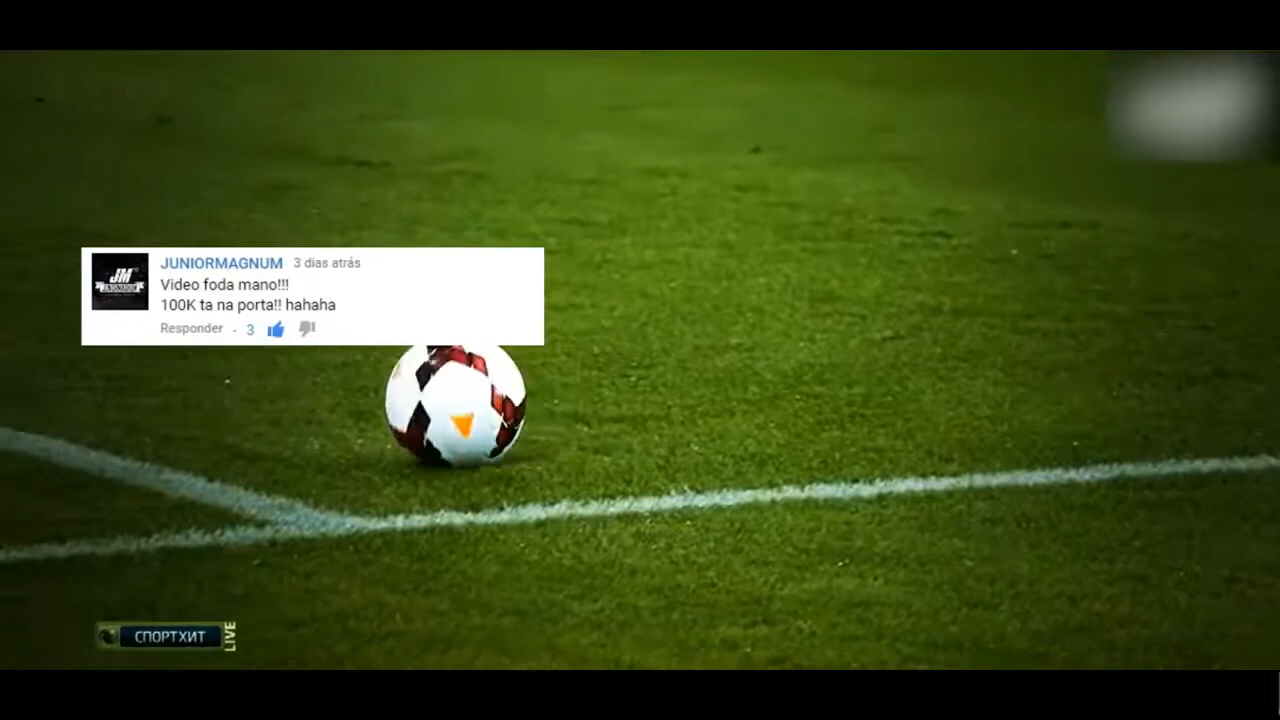 JUNIORMAGNUM 3 dias atrás
Video foda mano!!!
100K ta na porta!! hahaha
Responder . 3
СПОРТХИТ LIVE